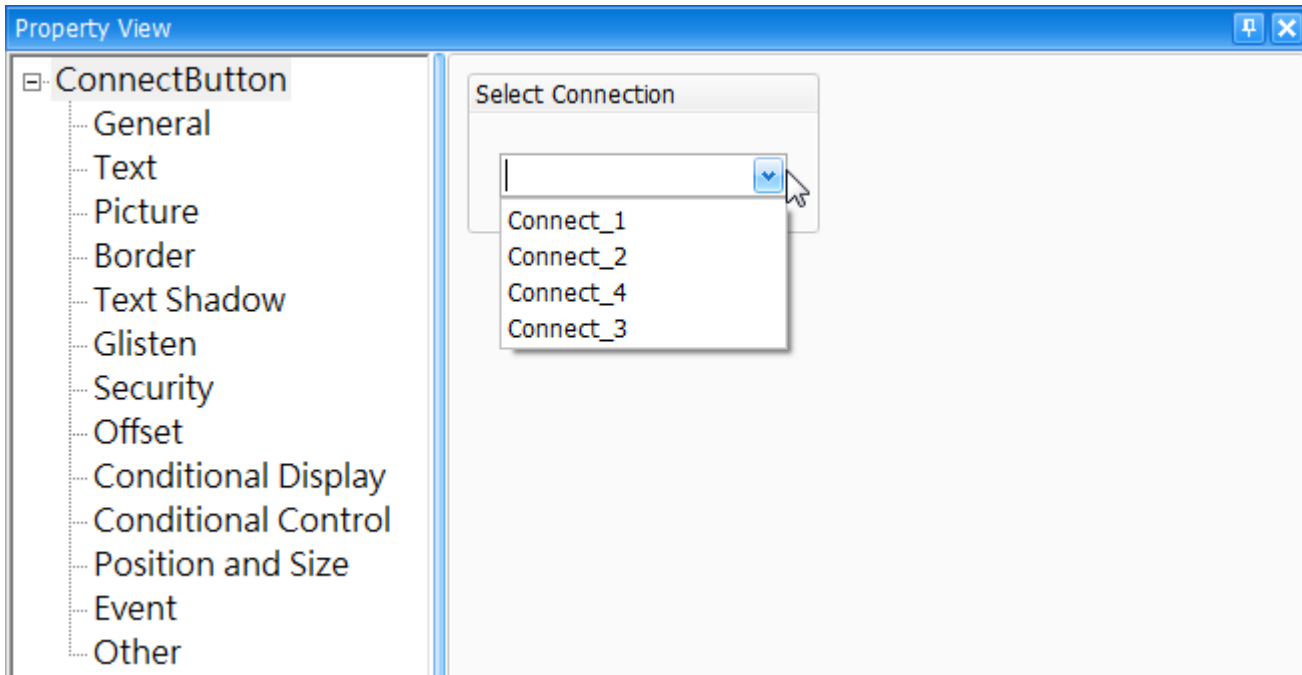 Property View
ConnectButton
General
Text
Picture
Border
Text Shadow
Glisten
Security
Offset
Conditional Display
Conditional Control
Position and Size
Event
Other
Select Connection
Connect_1
Connect_2
Connect_4
Connect_3